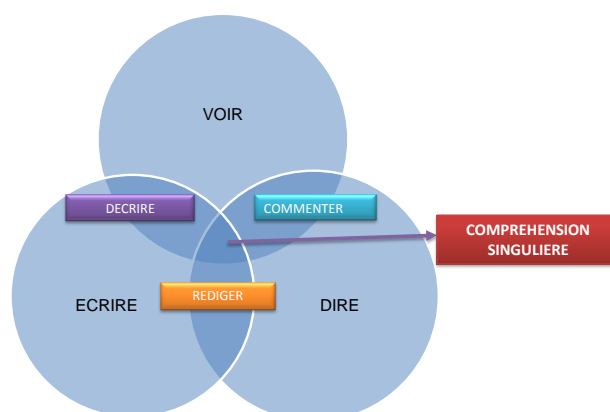 VOIR
DECRIRE
COMMENTER
COMPREHENSION
SINGULIERE
ECRIRE
REDIGER
DIRE